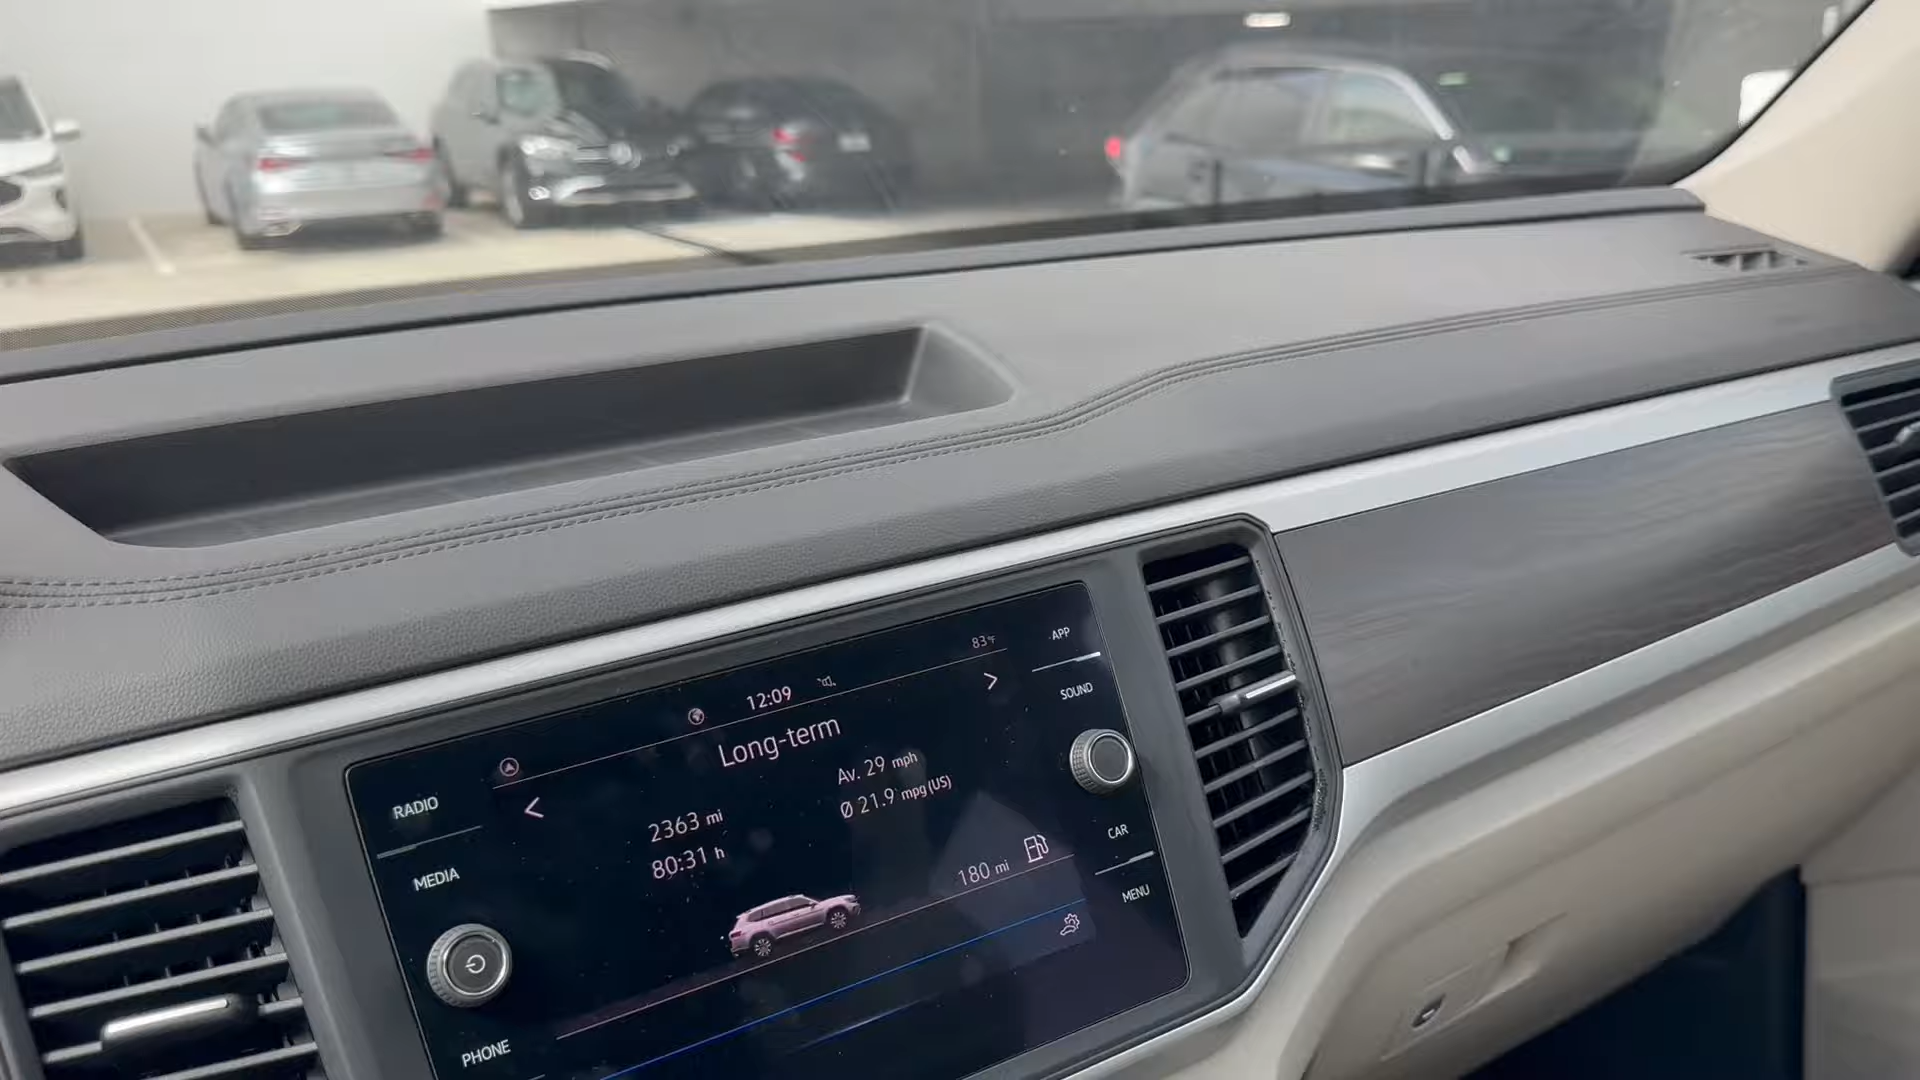 83°F
12:09
Long-term
Av. 29 mph
Ø 21.9 mpg (US)
2363 mi
80:31 h
180 mi
RADIO
MEDIA
PHONE
APP
SOUND
CAR
MENU